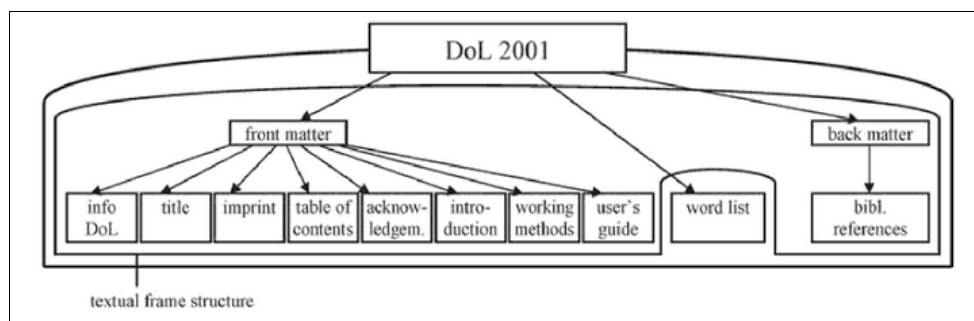 DoL 2001
front matter
back matter
info
DoL
title
imprint
table of
contents
acknow-
ledgem.
intro-
duction
working
methods
user's
guide
word list
bibl.
references
textual frame structure